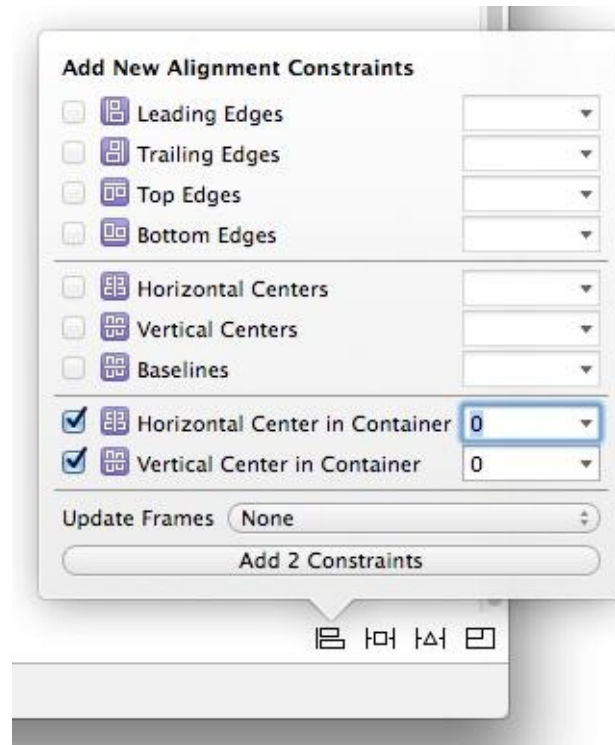 Add New Alignment Constraints
Leading Edges
Trailing Edges
Top Edges
Bottom Edges
Horizontal Centers
Vertical Centers
Baselines
Horizontal Center in Container 0
Vertical Center in Container 0
Update Frames None
Add 2 Constraints